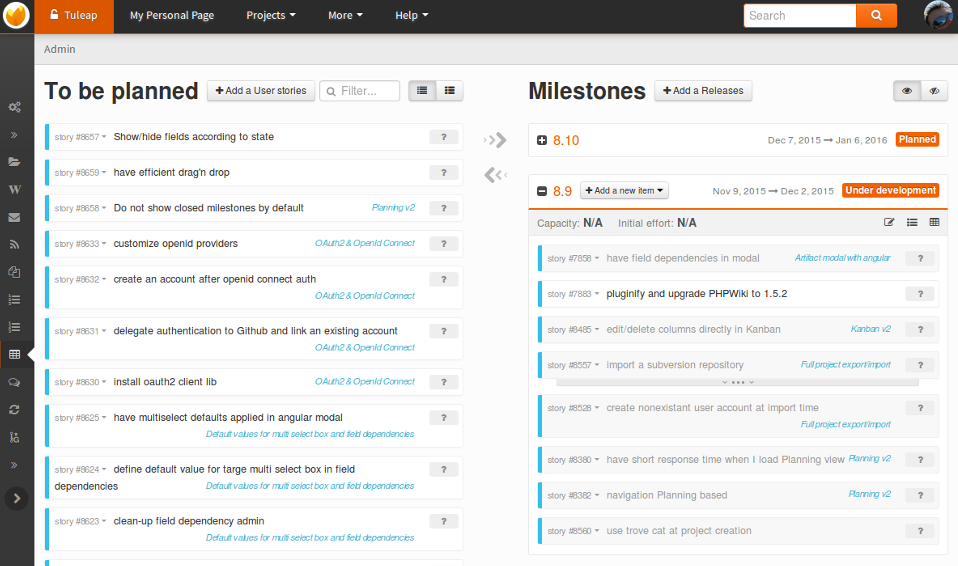 Tuleap My Personal Page Projects More Help Search
Admin
To be planned Add a User stories Filter...
story #8657 Show/hide fields according to state ?
story #8659 have efficient drag'n drop ?
story #8658 Do not show closed milestones by default Planning v2 ?
story #8633 customize openid providers OAuth2 & OpenId Connect ?
story #8632 create an account after openid connect auth ?
OAuth2 & OpenId Connect
story #8631 delegate authentication to Github and link an existing account ?
OAuth2 & OpenId Connect
story #8630 install oauth2 client lib OAuth2 & OpenId Connect ?
story #8625 have multiselect defaults applied in angular modal ?
Default values for multi select box and field dependencies
story #8624 define default value for targe multi select box in field ?
dependencies Default values for multi select box and field dependencies
story #8623 clean-up field dependency admin ?
Default values for multi select box and field dependencies
Milestones Add a Releases
8.10 Dec 7, 2015 → Jan 6, 2016 Planned
8.9 Add a new item Nov 9, 2015 → Dec 2, 2015 Under development
Capacity: N/A Initial effort: N/A
story #7858 have field dependencies in modal Artifact modal with angular ?
story #7883 pluginify and upgrade PHPWiki to 1.5.2 ?
story #8485 edit/delete columns directly in Kanban Kanban v2 ?
story #8557 import a subversion repository Full project export/import ?
story #8528 create nonexistant user account at import time ?
Full project export/import
story #8380 have short response time when I load Planning view Planning v2 ?
story #8382 navigation Planning based Planning v2 ?
story #8560 use trove cat at project creation ?